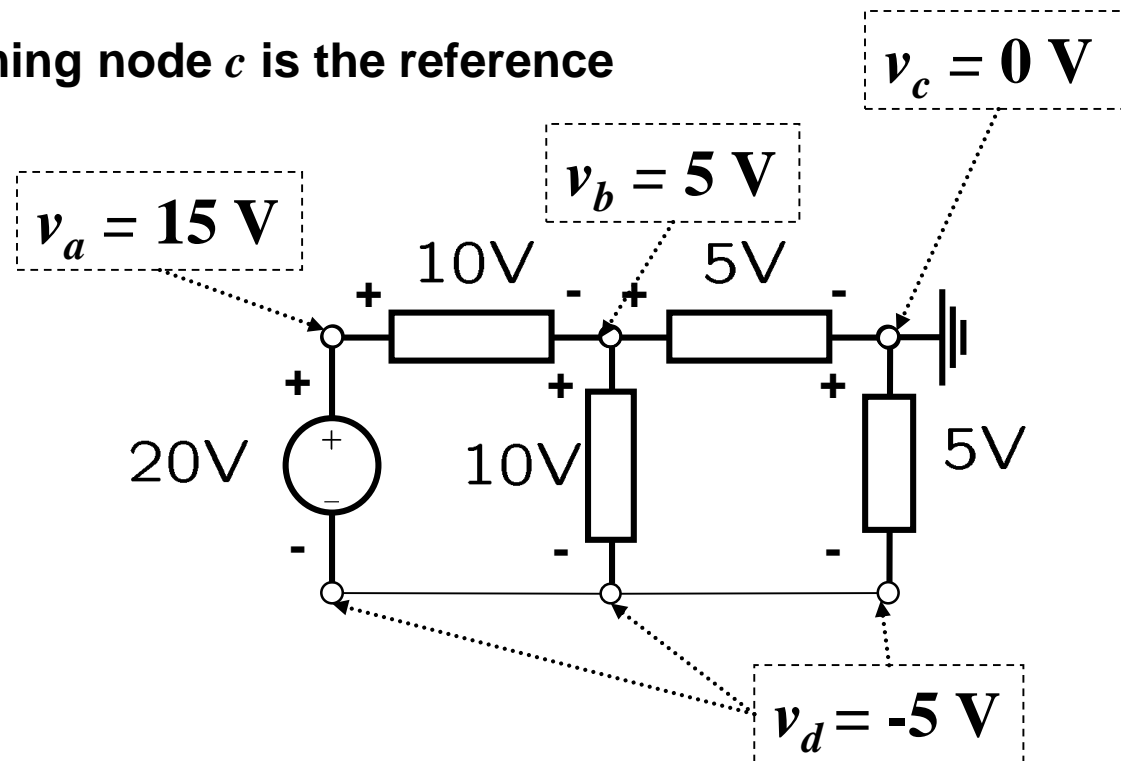 ning node c is the reference
v_c = 0 V
v_b = 5 V
v_a = 15 V
10V
5V
+ - + -
+ + +
20V
+
−
10V
5V
- - -
v_d = -5 V